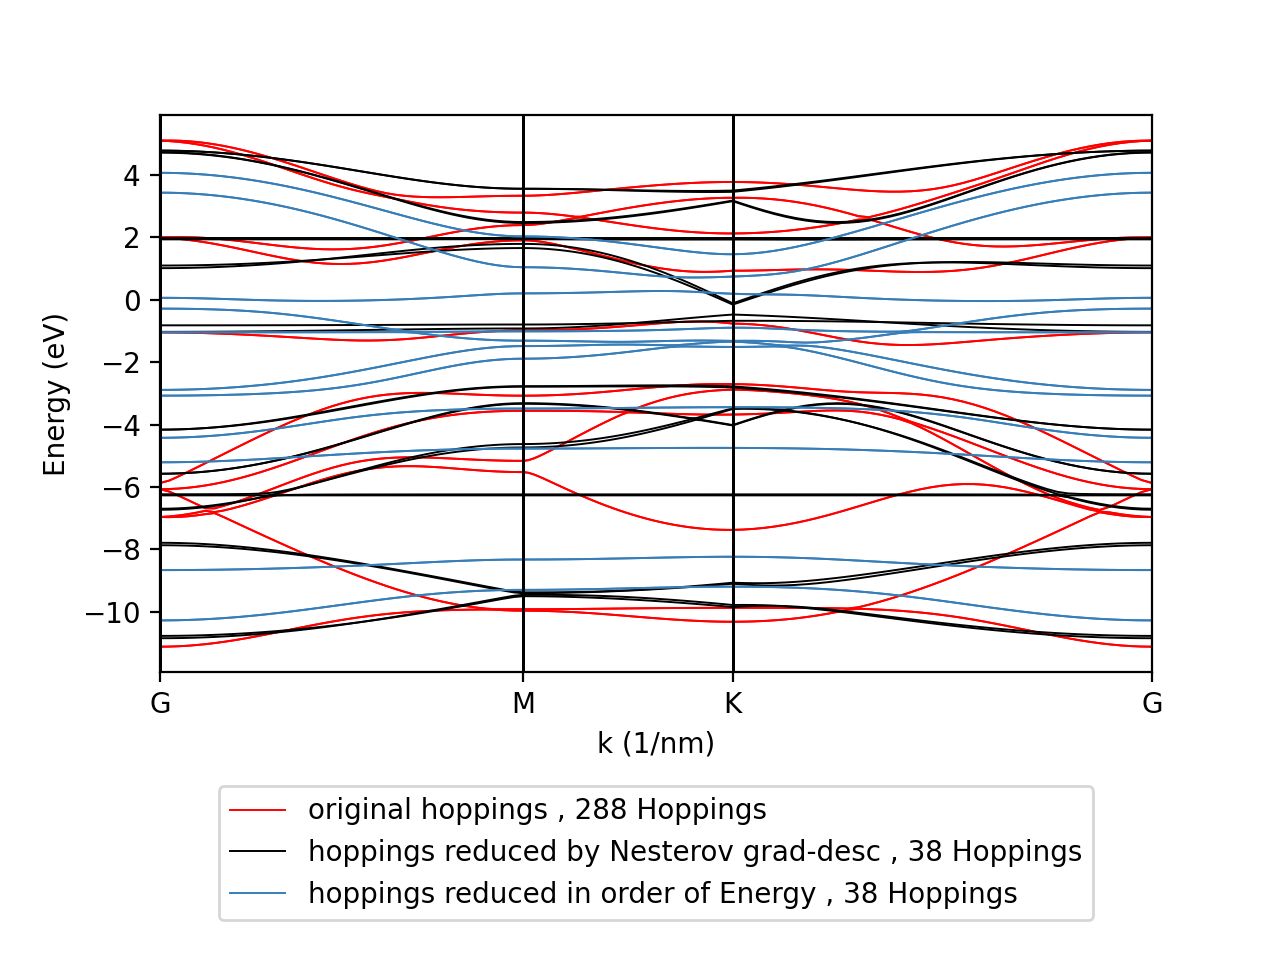 4
2
0
−2
−4
−6
−8
−10
Energy (eV)
G M K G
k (1/nm)
original hoppings , 288 Hoppings
hoppings reduced by Nesterov grad-desc , 38 Hoppings
hoppings reduced in order of Energy , 38 Hoppings